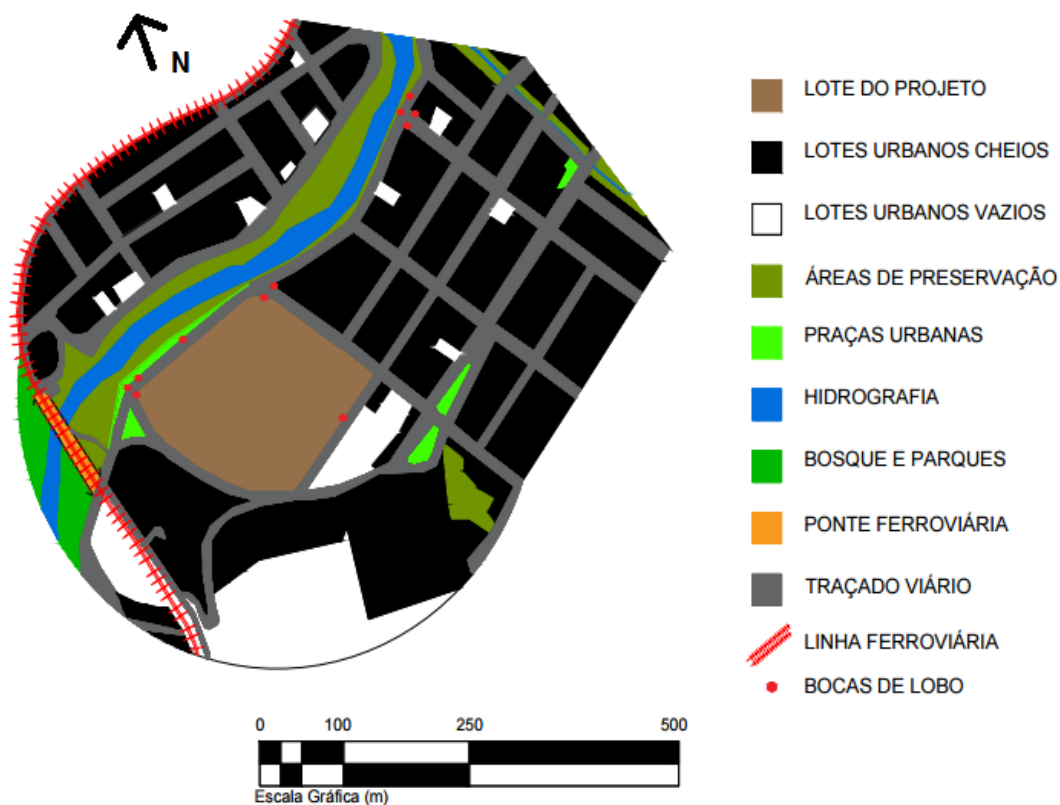 N
LOTE DO PROJETO
LOTES URBANOS CHEIOS
LOTES URBANOS VAZIOS
ÁREAS DE PRESERVAÇÃO
PRAÇAS URBANAS
HIDROGRAFIA
BOSQUE E PARQUES
PONTE FERROVIÁRIA
TRAÇADO VIÁRIO
LINHA FERROVIÁRIA
BOCAS DE LOBO
0 100 250 500
Escala Gráfica (m)